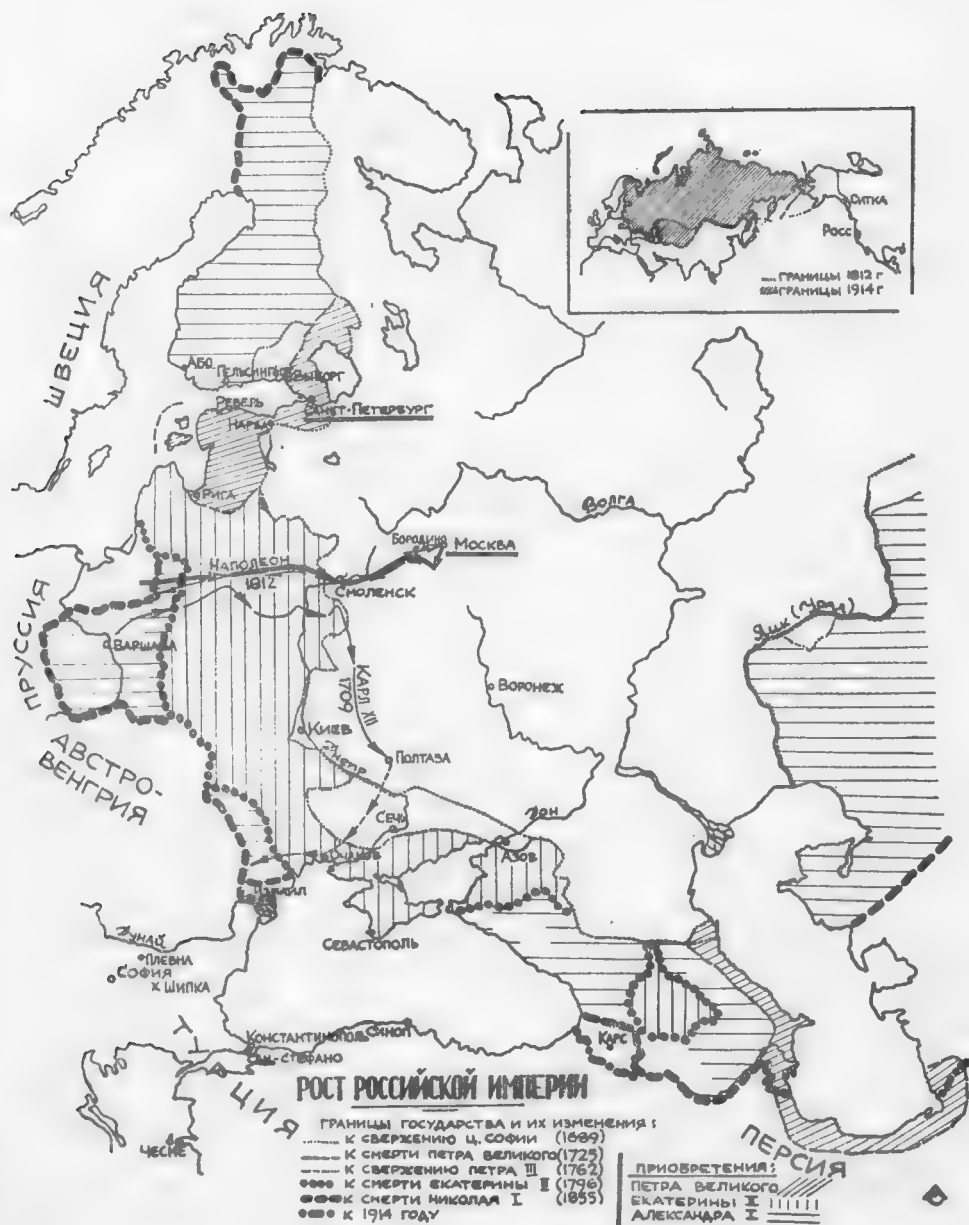 ШВЕЦИЯ
СИТКА
РОСС
ГРАНИЦЫ 1812 г
ГРАНИЦЫ 1914 г
АБО
ГЕЛЬСИНГФОРС
ВЫБОРГ
РЕВЕЛЬ
НАРВА
САНКТ-ПЕТЕРБУРГ
РИГА
ВОЛГА
БОРОДИНО
МОСКВА
НАПОЛЕОН
1812
СМОЛЕНСК
ПРУССИЯ
ВАРШАВА
ЯИК (УРАЛ)
КАРЛ XII
1709
ВОРОНЕЖ
КИЕВ
ДНЕПР
ПОЛТАВА
АВСТРО-
ВЕНГРИЯ
СЕЧЬ
ДОН
АЗОВ
ОЧАКОВ
ИЗМАИЛ
СЕВАСТОПОЛЬ
ДУНАЙ
ПЛЕВНА
СОФИЯ
× ШИПКА
КОНСТАНТИНОПОЛЬ
СИНОП
САН-СТЕФАНО
КАРС
ТУРЦИЯ
ЧЕСМЕ
ПЕРСИЯ
РОСТ РОССИЙСКОЙ ИМПЕРИИ
ГРАНИЦЫ ГОСУДАРСТВА И ИХ ИЗМЕНЕНИЯ:
К СВЕРЖЕНИЮ Ц. СОФИИ (1689)
К СМЕРТИ ПЕТРА ВЕЛИКОГО (1725)
К СВЕРЖЕНИЮ ПЕТРА III (1762)
К СМЕРТИ ЕКАТЕРИНЫ II (1796)
К СМЕРТИ НИКОЛАЯ I (1855)
К 1914 ГОДУ
ПРИОБРЕТЕНИЯ:
ПЕТРА ВЕЛИКОГО
ЕКАТЕРИНЫ II
АЛЕКСАНДРА I